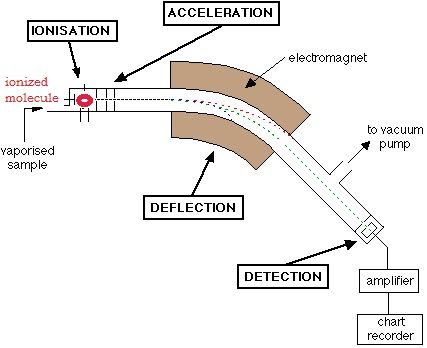 ACCELERATION
IONISATION
electromagnet
ionized
molecule
to vacuum
pump
vaporised
sample
DEFLECTION
DETECTION
amplifier
chart
recorder